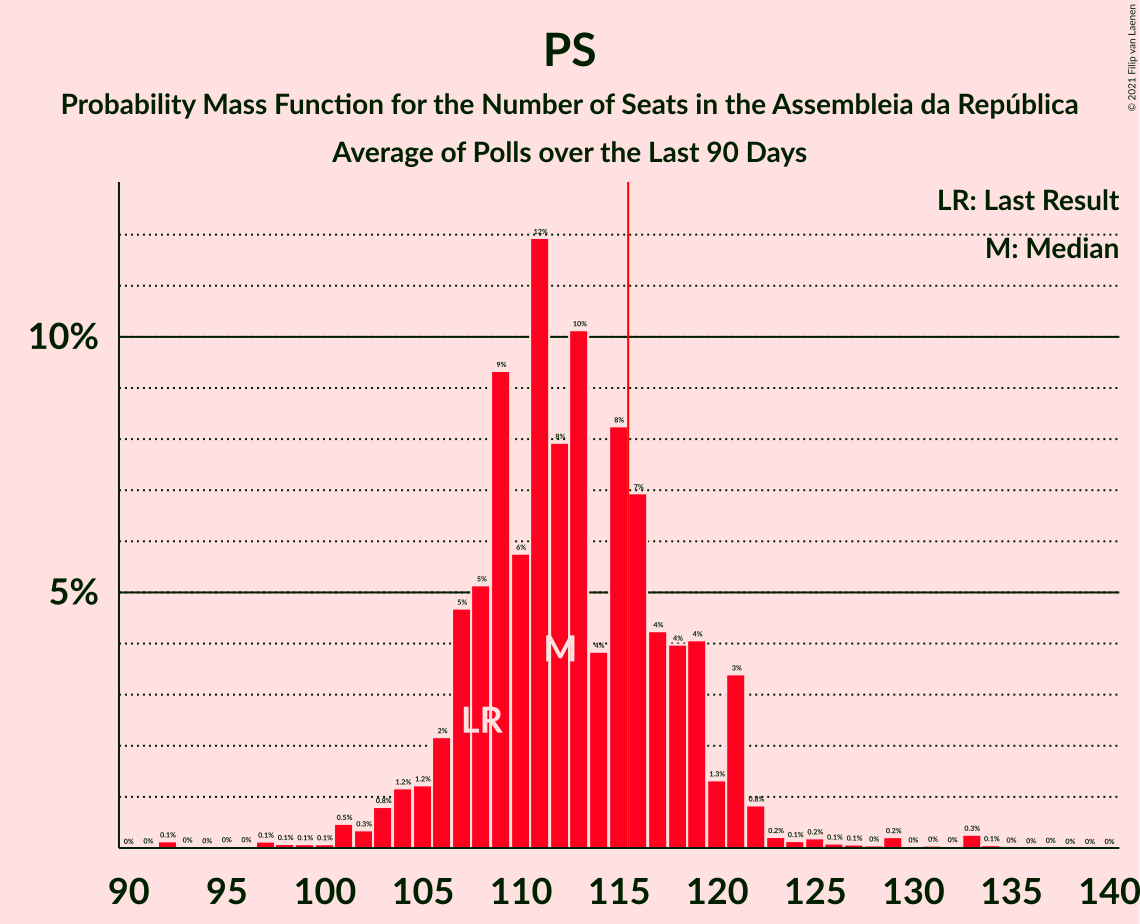 PS
Probability Mass Function for the Number of Seats in the Assembleia da República
Average of Polls over the Last 90 Days
© 2021 Filip van Laenen
LR: Last Result
M: Median
10%
5%
0% 0% 0.1% 0% 0% 0% 0% 0.1% 0.1% 0.1% 0.1% 0.5% 0.3% 0.8% 1.2% 1.2% 2% 5% 5% 9% 6% 12% 8% 10% 4% 8% 7% 4% 4% 4% 1.3% 3% 0.8% 0.2% 0.1% 0.2% 0.1% 0.1% 0% 0.2% 0% 0% 0% 0.3% 0.1% 0% 0% 0% 0% 0% 0%
M
LR
90 95 100 105 110 115 120 125 130 135 140